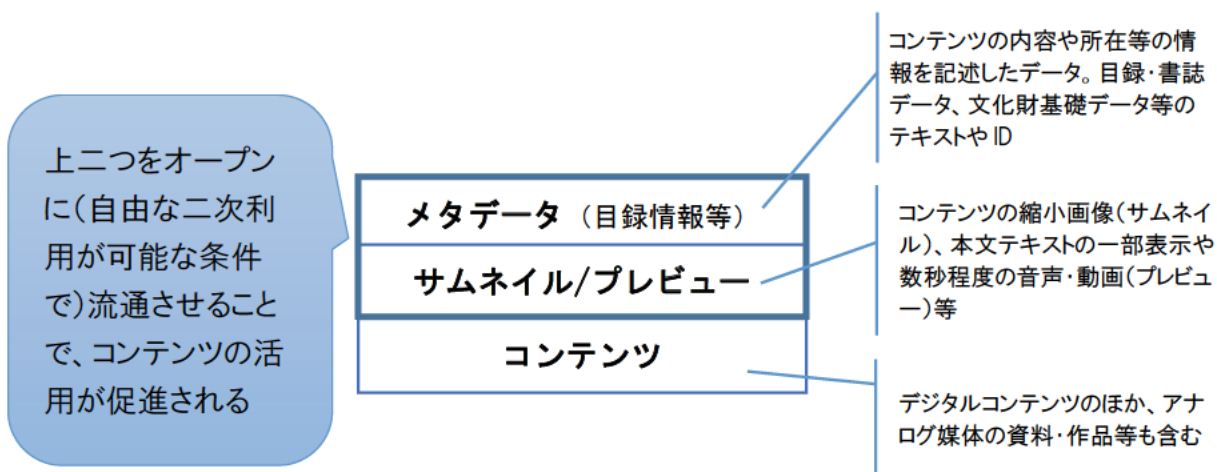 上二つをオープン
に(自由な二次利
用が可能な条件
で)流通させること
で、コンテンツの活
用が促進される
メタデータ（目録情報等）
サムネイル/プレビュー
コンテンツ
コンテンツの内容や所在等の情
報を記述したデータ。目録・書誌
データ、文化財基礎データ等の
テキストや ID
コンテンツの縮小画像(サムネイ
ル)、本文テキストの一部表示や
数秒程度の音声・動画(プレビュ
ー)等
デジタルコンテンツのほか、アナ
ログ媒体の資料・作品等も含む